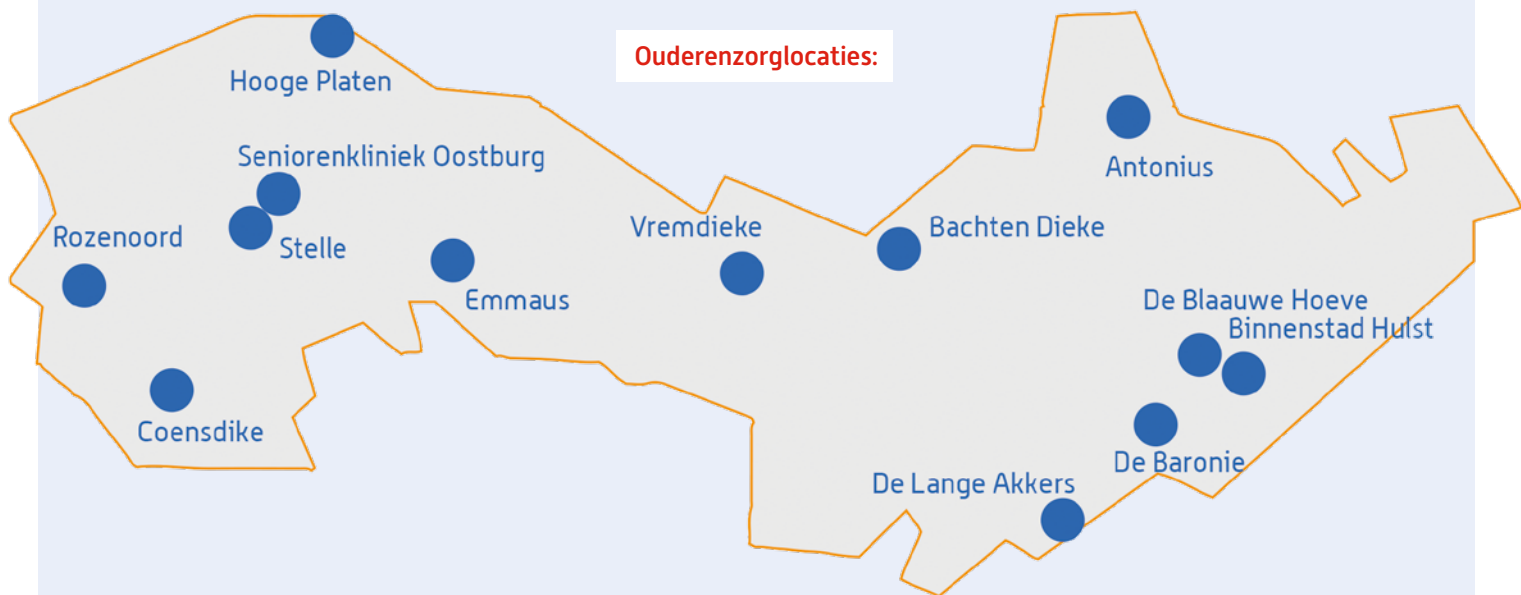 Ouderenzorglocaties:
Hooge Platen
Seniorenkliniek Oostburg
Antonius
Rozenoord
Stelle
Vremdieke
Bachten Dieke
Emmaus
De Blaauwe Hoeve
Binnenstad Hulst
Coensdike
De Baronie
De Lange Akkers